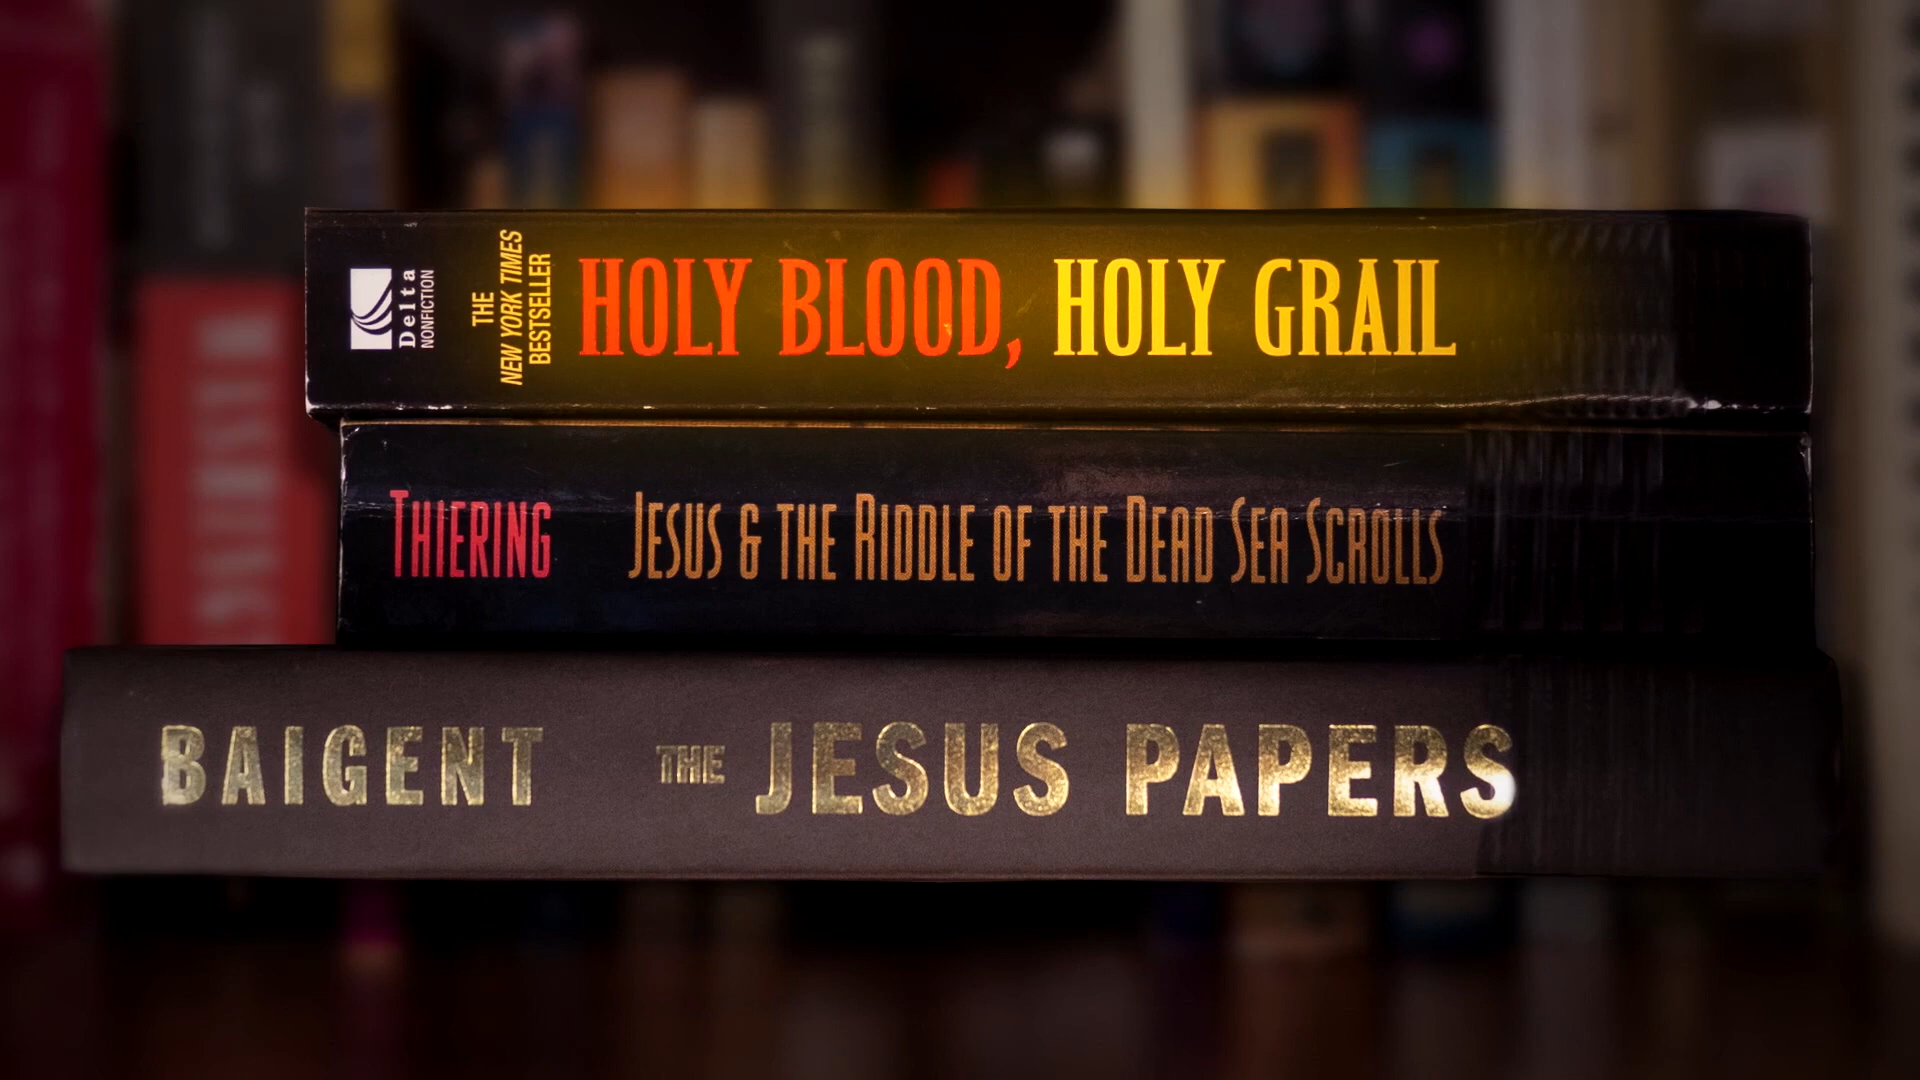 Delta
NONFICTION
THE
NEW YORK TIMES
BESTSELLER
HOLY BLOOD, HOLY GRAIL
THIERING JESUS & THE RIDDLE OF THE DEAD SEA SCROLLS
BAIGENT THE JESUS PAPERS